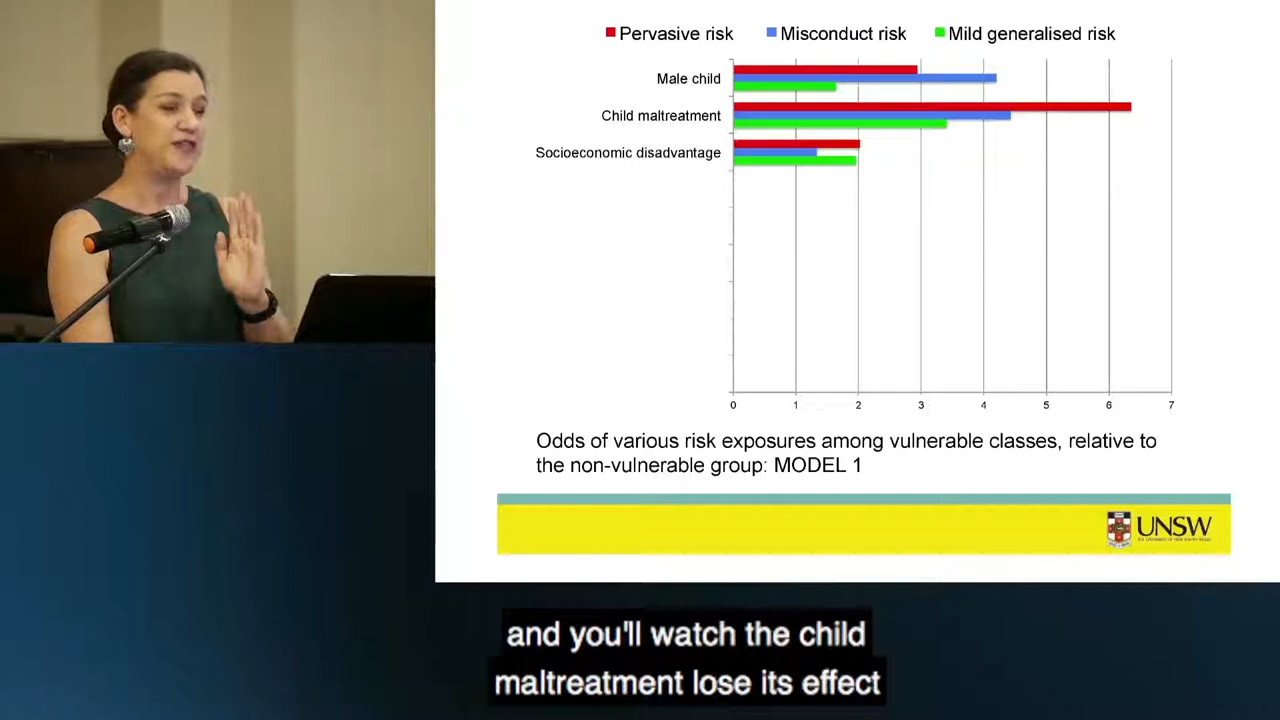 Pervasive risk Misconduct risk Mild generalised risk
Male child
Child maltreatment
Socioeconomic disadvantage
0 1 2 3 4 5 6 7
Odds of various risk exposures among vulnerable classes, relative to
the non-vulnerable group: MODEL 1
UNSW
and you'll watch the child
maltreatment lose its effect